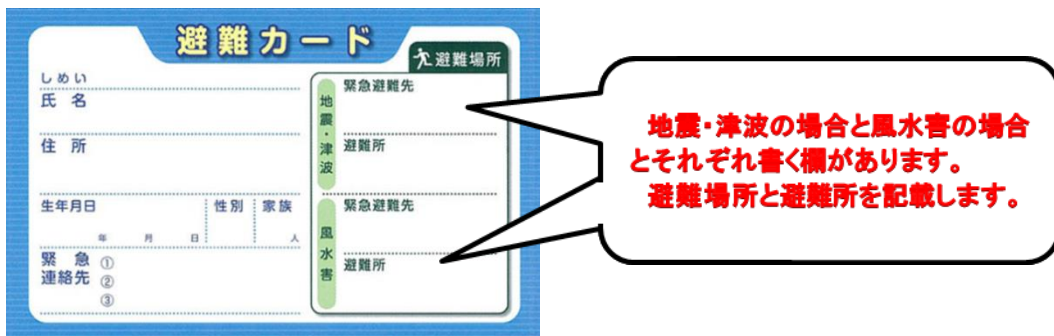 避難カード
避難場所
しめい
氏 名
住 所
生年月日
性別
家族
年 月 日
人
緊 急
連絡先
①
②
③
地震・津波
緊急避難先
避難所
風水害
緊急避難先
避難所
地震・津波の場合と風水害の場合
とそれぞれ書く欄があります。
避難場所と避難所を記載します。